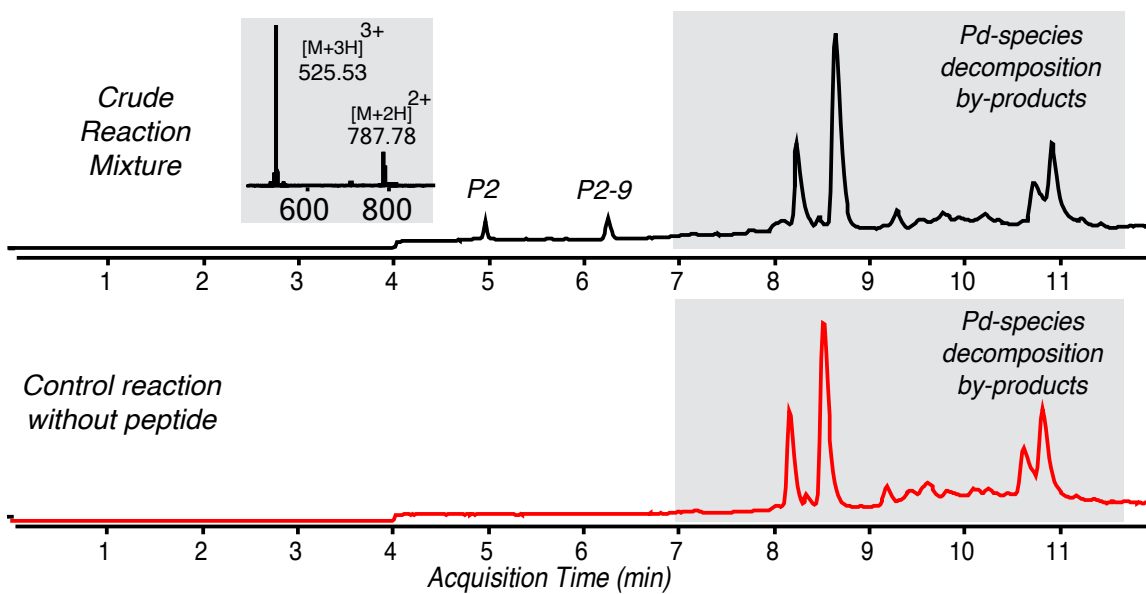 Crude
Reaction
Mixture
[M+3H]3+
525.53
[M+2H]2+
787.78
600 800
P2
P2-9
Pd-species
decomposition
by-products
1 2 3 4 5 6 7 8 9 10 11
Control reaction
without peptide
Pd-species
decomposition
by-products
1 2 3 4 5 6 7 8 9 10 11
Acquisition Time (min)